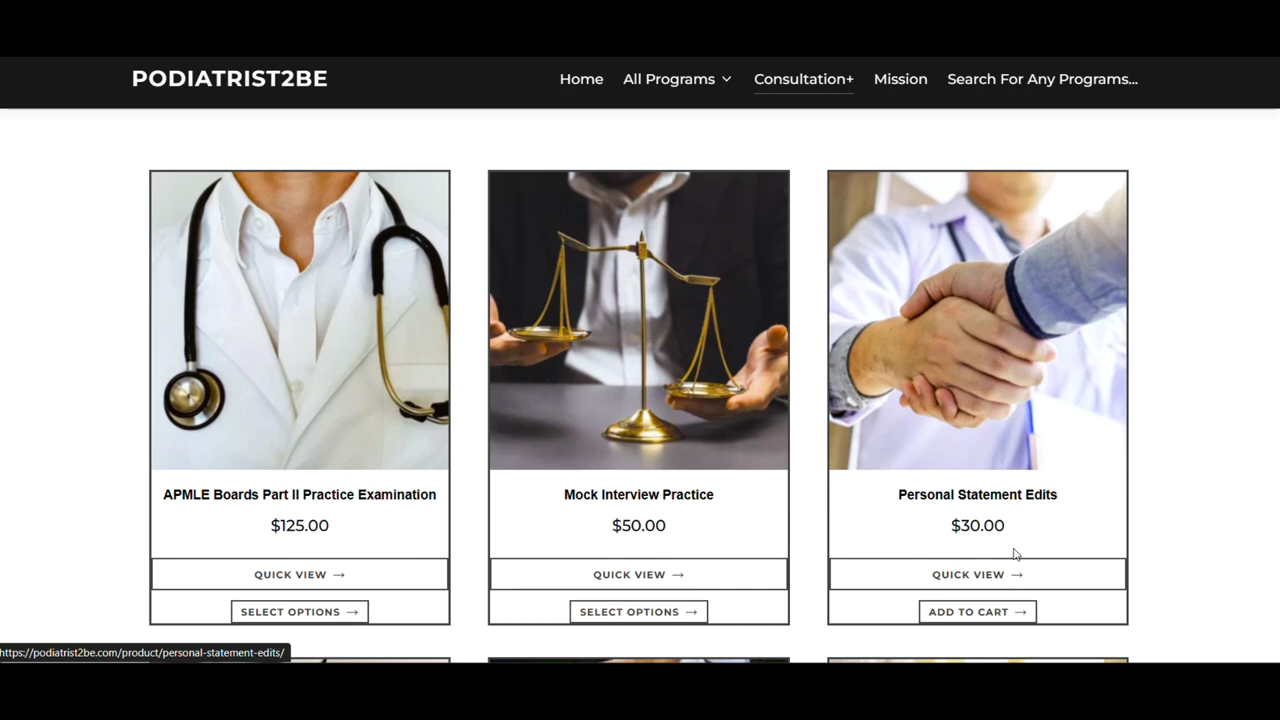 PODIATRIST2BE
Home All Programs Consultation+ Mission Search For Any Programs...
APMLE Boards Part II Practice Examination
$125.00
QUICK VIEW →
SELECT OPTIONS →
Mock Interview Practice
$50.00
QUICK VIEW →
SELECT OPTIONS →
Personal Statement Edits
$30.00
QUICK VIEW →
ADD TO CART →
https://podiatrist2be.com/product/personal-statement-edits/